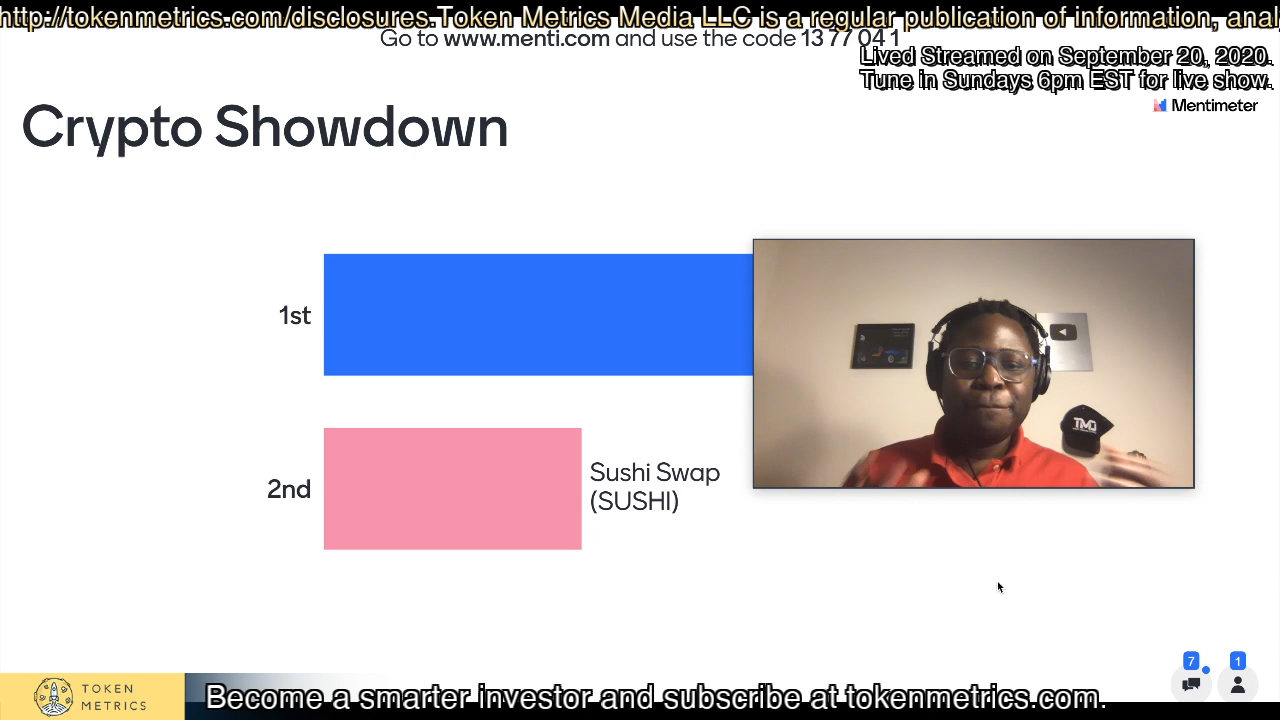 http://tokenmetrics.com/disclosures.Token Metrics Media LLC is a regular publication of information, anal
Go to www.menti.com and use the code 13 77 04 1
Lived Streamed on September 20, 2020.
Tune in Sundays 6pm EST for live show.
Mentimeter
Crypto Showdown
1st
2nd
Sushi Swap
(SUSHI)
TMD
7
1
TOKEN
METRICS
Become a smarter investor and subscribe at tokenmetrics.com.